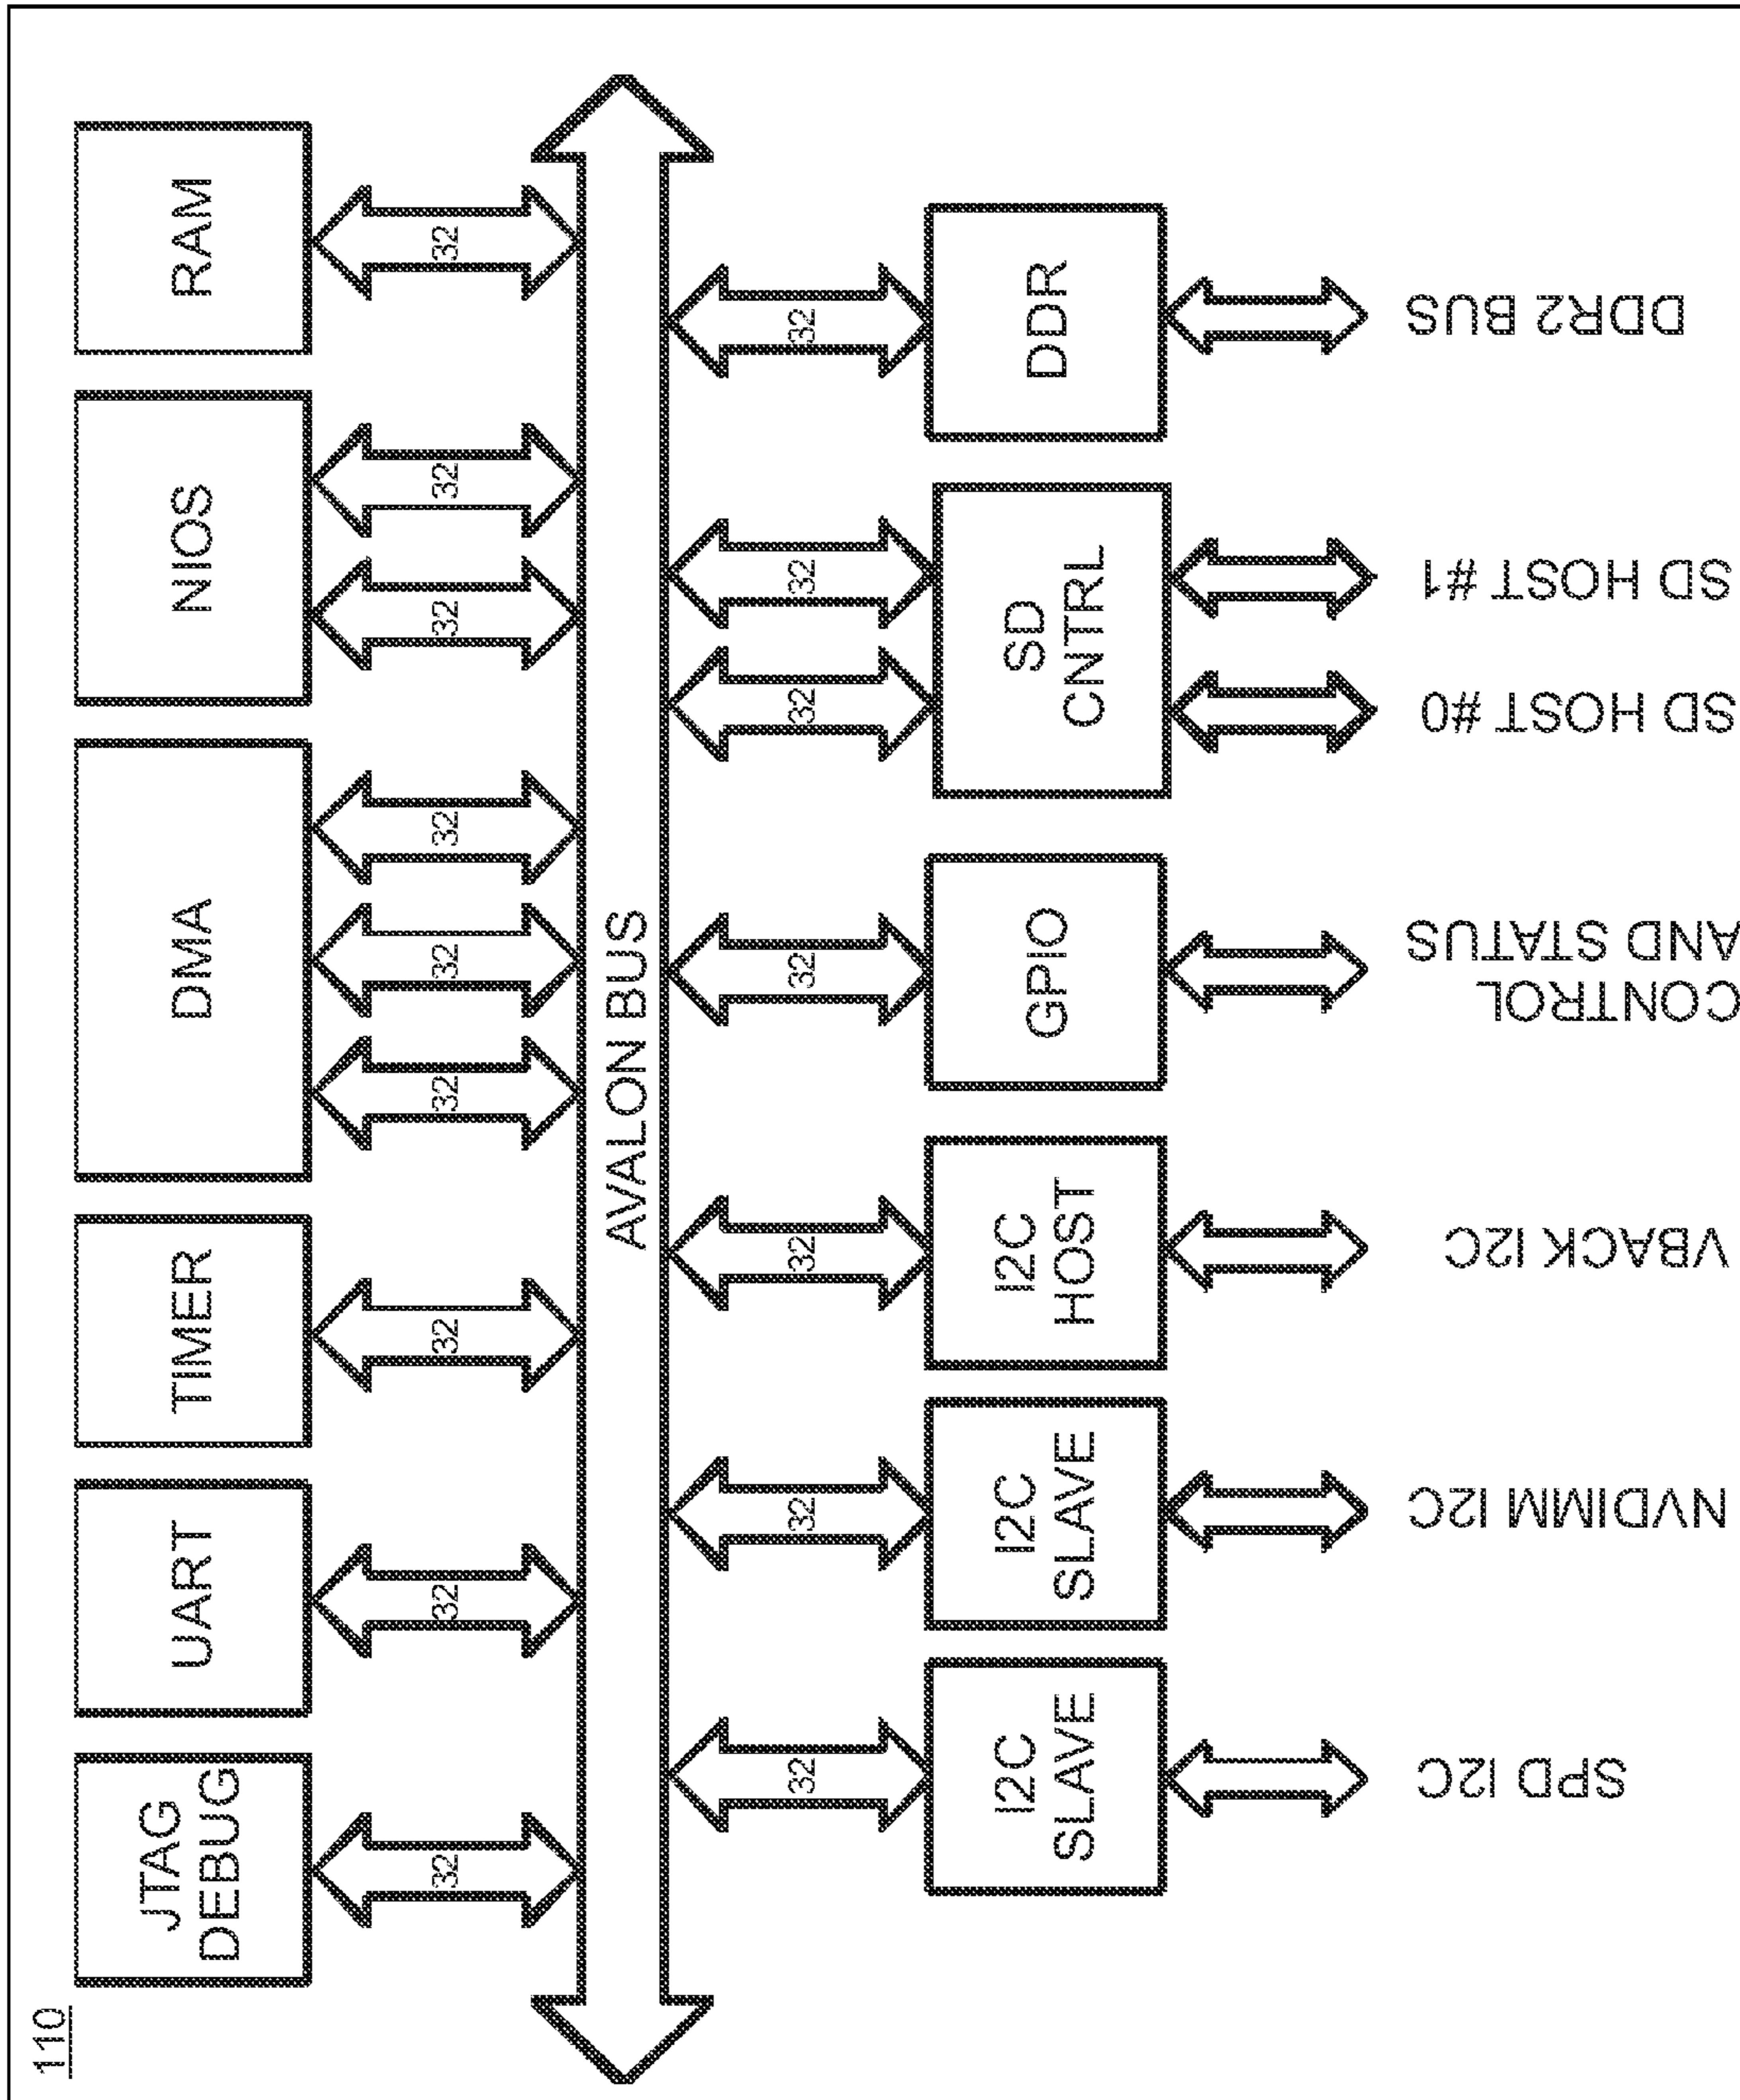 110
JTAG
DEBUG
UART
TIMER
DMA
NIOS
RAM
32
32
32
32
32
32
32
32
32
AVALON BUS
32
32
32
32
32
32
32
I2C
SLAVE
I2C
SLAVE
I2C
HOST
GPIO
SD
CNTRL
DDR
SPD I2C
NVDIMM I2C
VBACK I2C
CONTROL
AND STATUS
SD HOST #0
SD HOST #1
DDR2 BUS